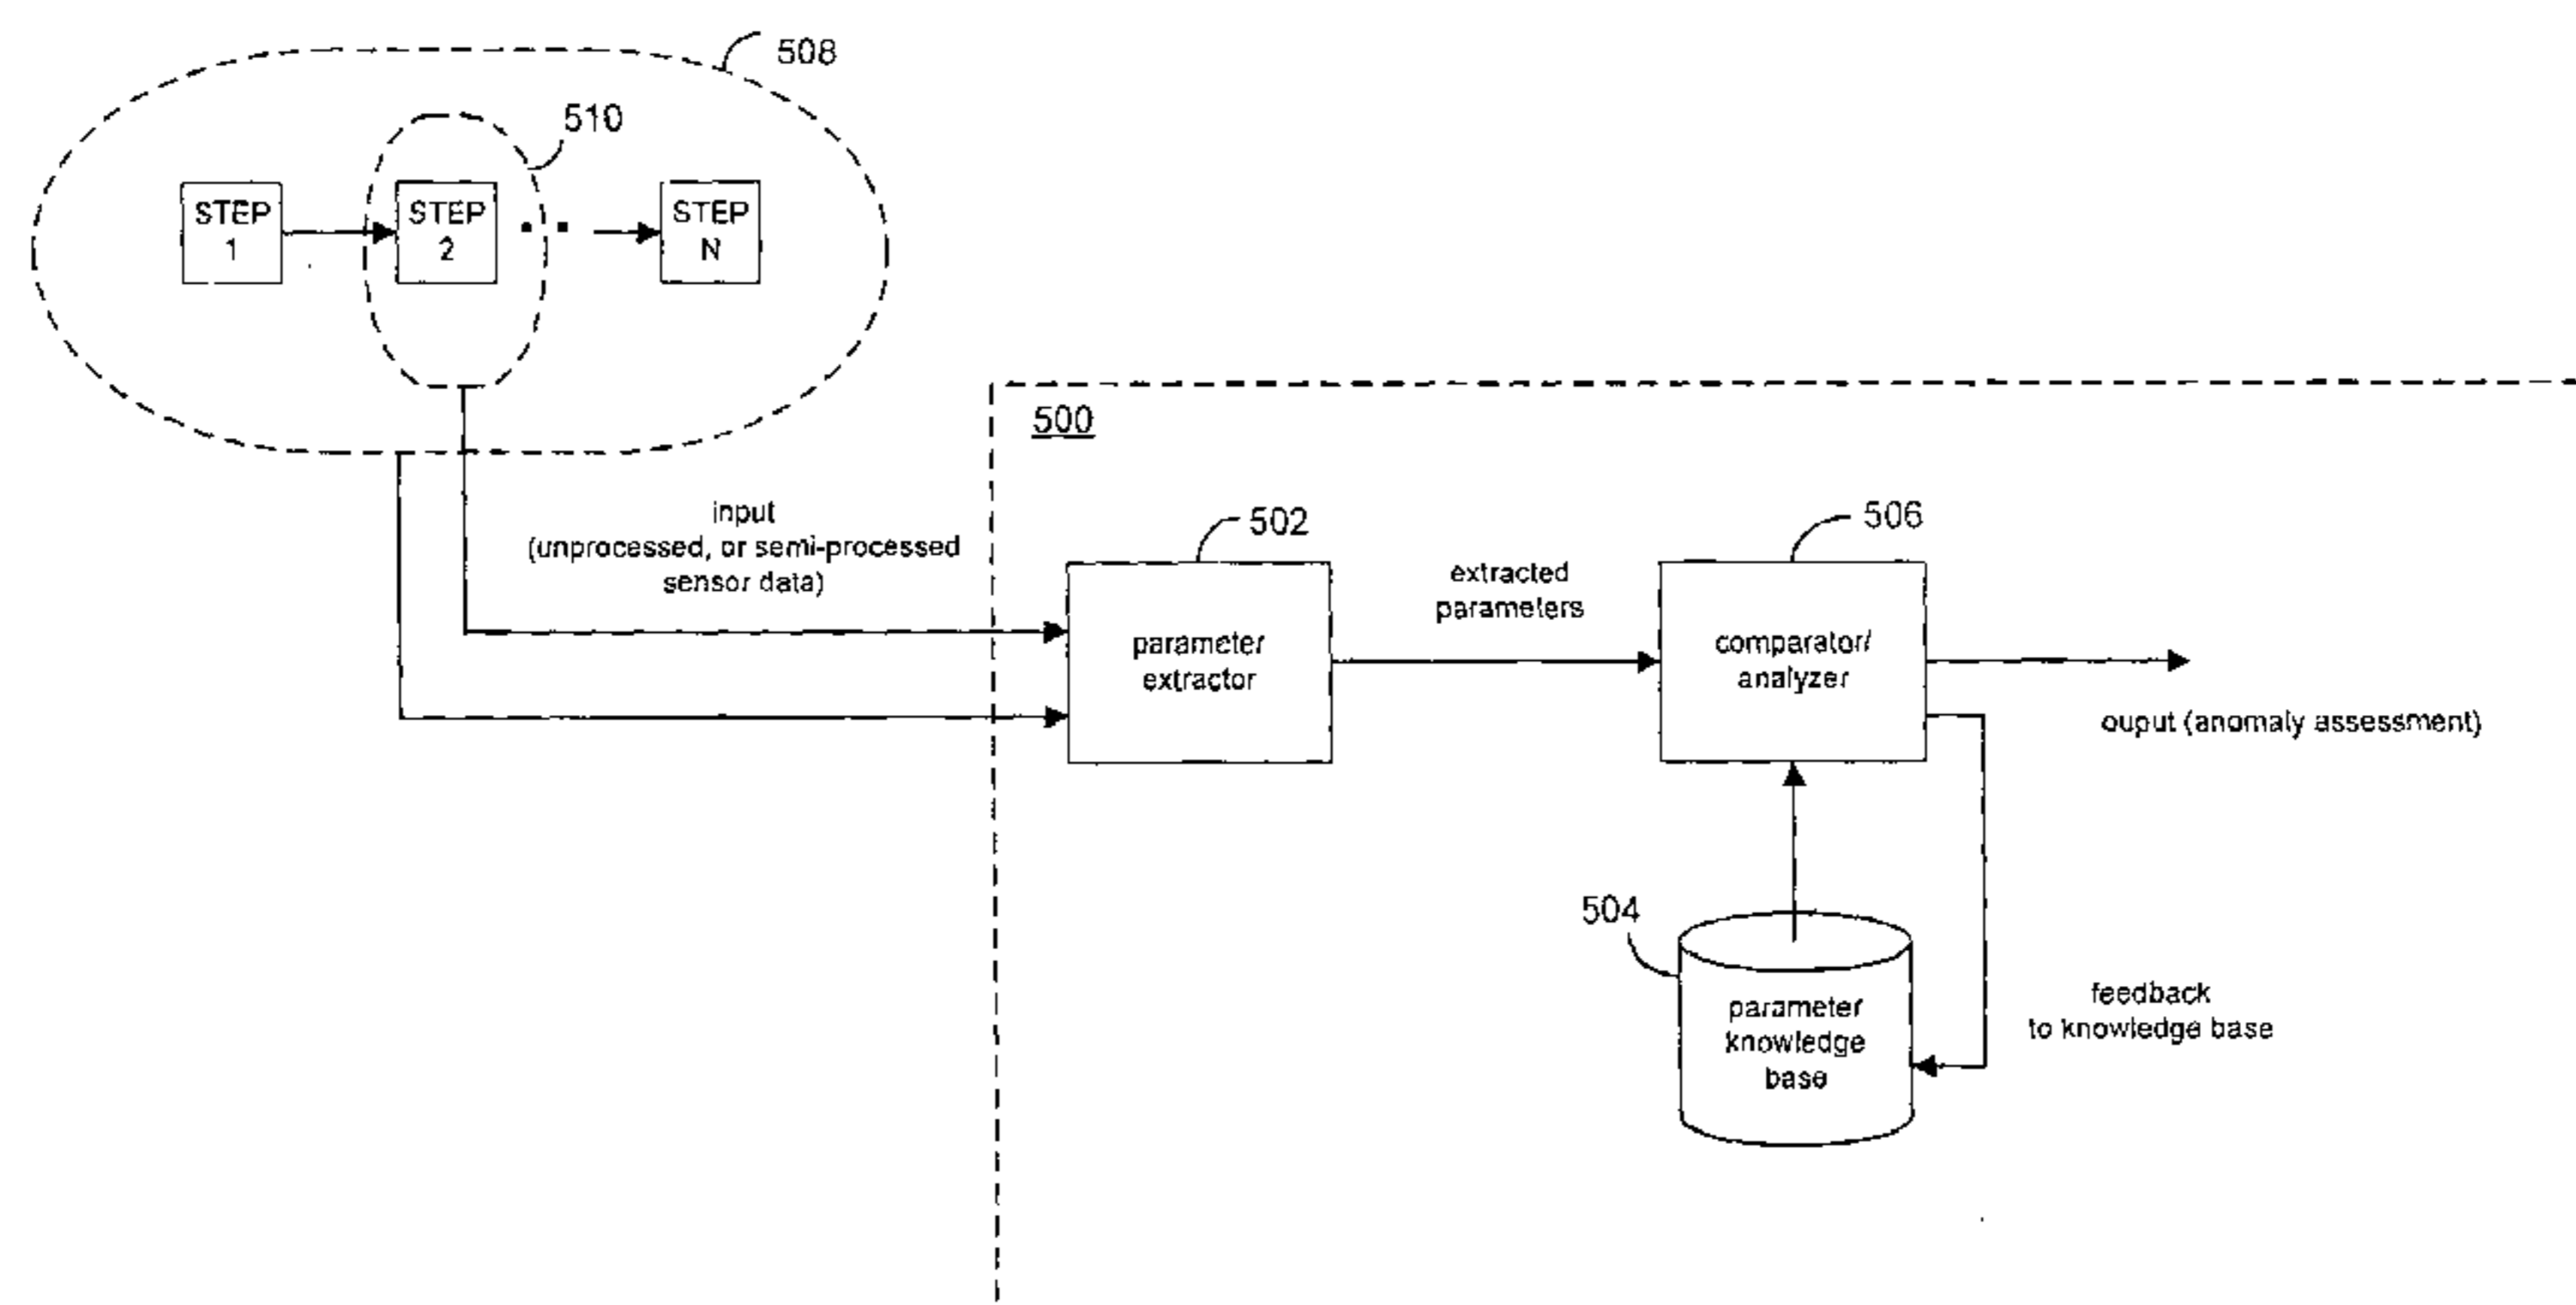 508
510
STEP
1
STEP
2
STEP
N
500
input
(unprocessed, or semi-processed
sensor data)
502
506
extracted
parameters
parameter
extractor
comparator/
analyzer
ouput (anomaly assessment)
504
parameter
knowledge
base
feedback
to knowledge base